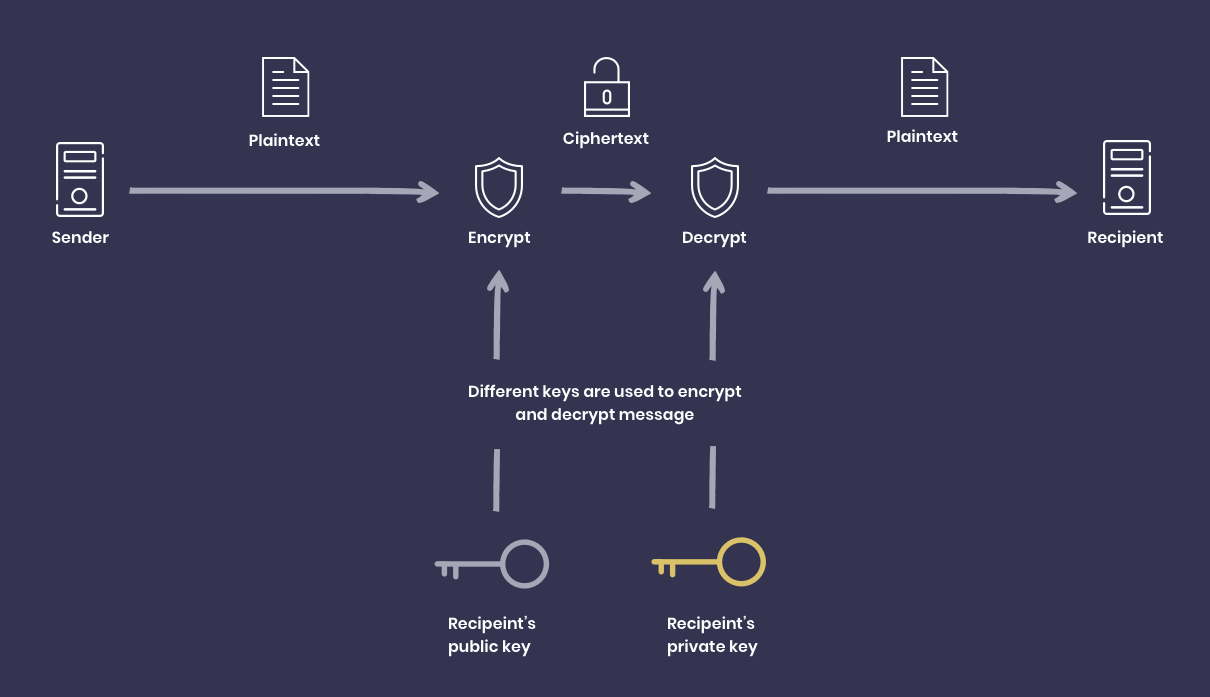 Plaintext
Ciphertext
Plaintext
Sender
Encrypt
Decrypt
Recipient
Different keys are used to encrypt
and decrypt message
Recipeint's
public key
Recipeint's
private key